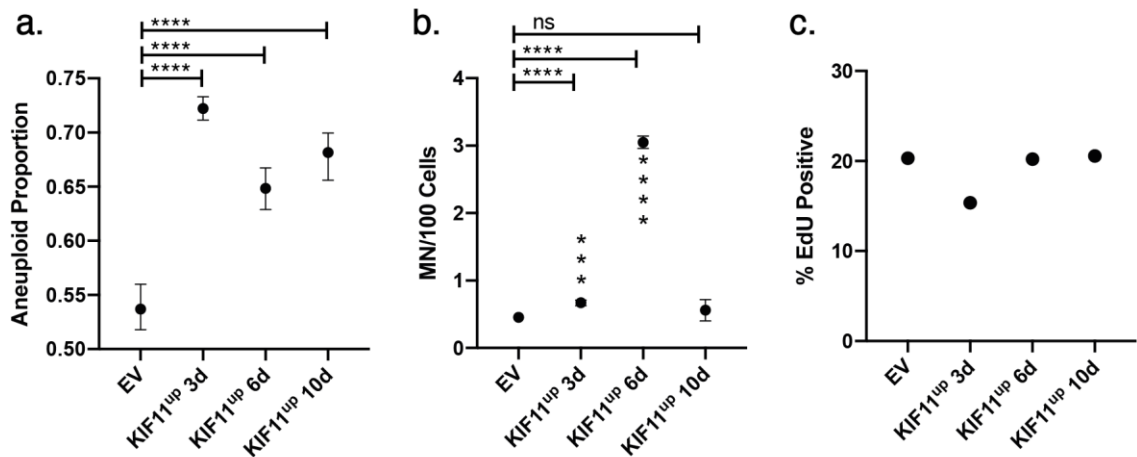 a.
****
****
****
Aneuploid Proportion
0.75
0.70
0.65
0.60
0.55
0.50
EV
KIF11up 3d
KIF11up 6d
KIF11up 10d
b.
ns
****
****
MN/100 Cells
4
3
2
1
0
***
****
EV
KIF11up 3d
KIF11up 6d
KIF11up 10d
c.
% EdU Positive
30
20
10
0
EV
KIF11up 3d
KIF11up 6d
KIF11up 10d